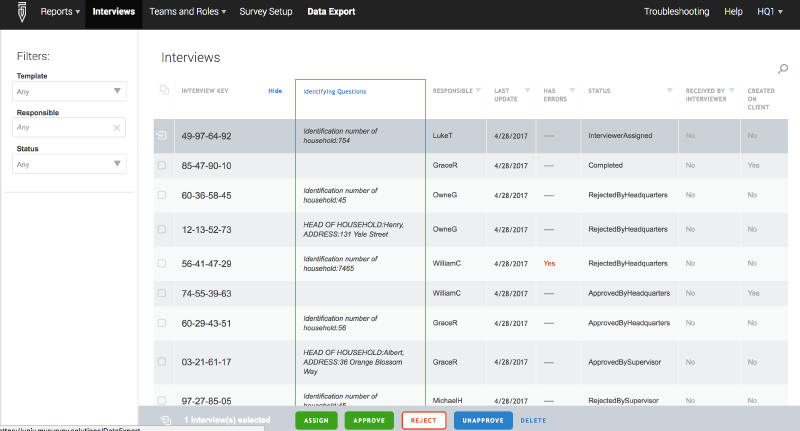 Reports Interviews Teams and Roles Survey Setup Data Export Troubleshooting Help HQ1
Filters:
Template
Any
Responsible
Any
Status
Any
Interviews
INTERVIEW KEY Hide Identifying Questions RESPONSIBLE LAST UPDATE HAS ERRORS STATUS RECEIVED BY INTERVIEWER CREATED ON CLIENT
49-97-64-92 Identification number of household:754 LukeT 4/28/2017 — InterviewerAssigned No No
85-47-90-10 GraceR 4/28/2017 — Completed No Yes
60-36-58-45 Identification number of household:45 OwneG 4/28/2017 — RejectedByHeadquarters No No
12-13-52-73 HEAD OF HOUSEHOLD:Henry, ADDRESS:131 Yale Street OwneG 4/28/2017 — RejectedByHeadquarters No No
56-41-47-29 Identification number of household:7465 WilliamC 4/28/2017 Yes RejectedByHeadquarters No No
74-55-39-63 WilliamC 4/28/2017 — ApprovedByHeadquarters No Yes
60-29-43-51 Identification number of household:56 GraceR 4/28/2017 — ApprovedByHeadquarters No No
03-21-61-17 HEAD OF HOUSEHOLD:Albert, ADDRESS:36 Orange Blossom Way GraceR 4/28/2017 — ApprovedBySupervisor No No
97-27-85-05 Identification number of household:45 MichaelH 4/28/2017 — RejectedBySupervisor No No
1 interview(s) selected ASSIGN APPROVE REJECT UNAPPROVE DELETE